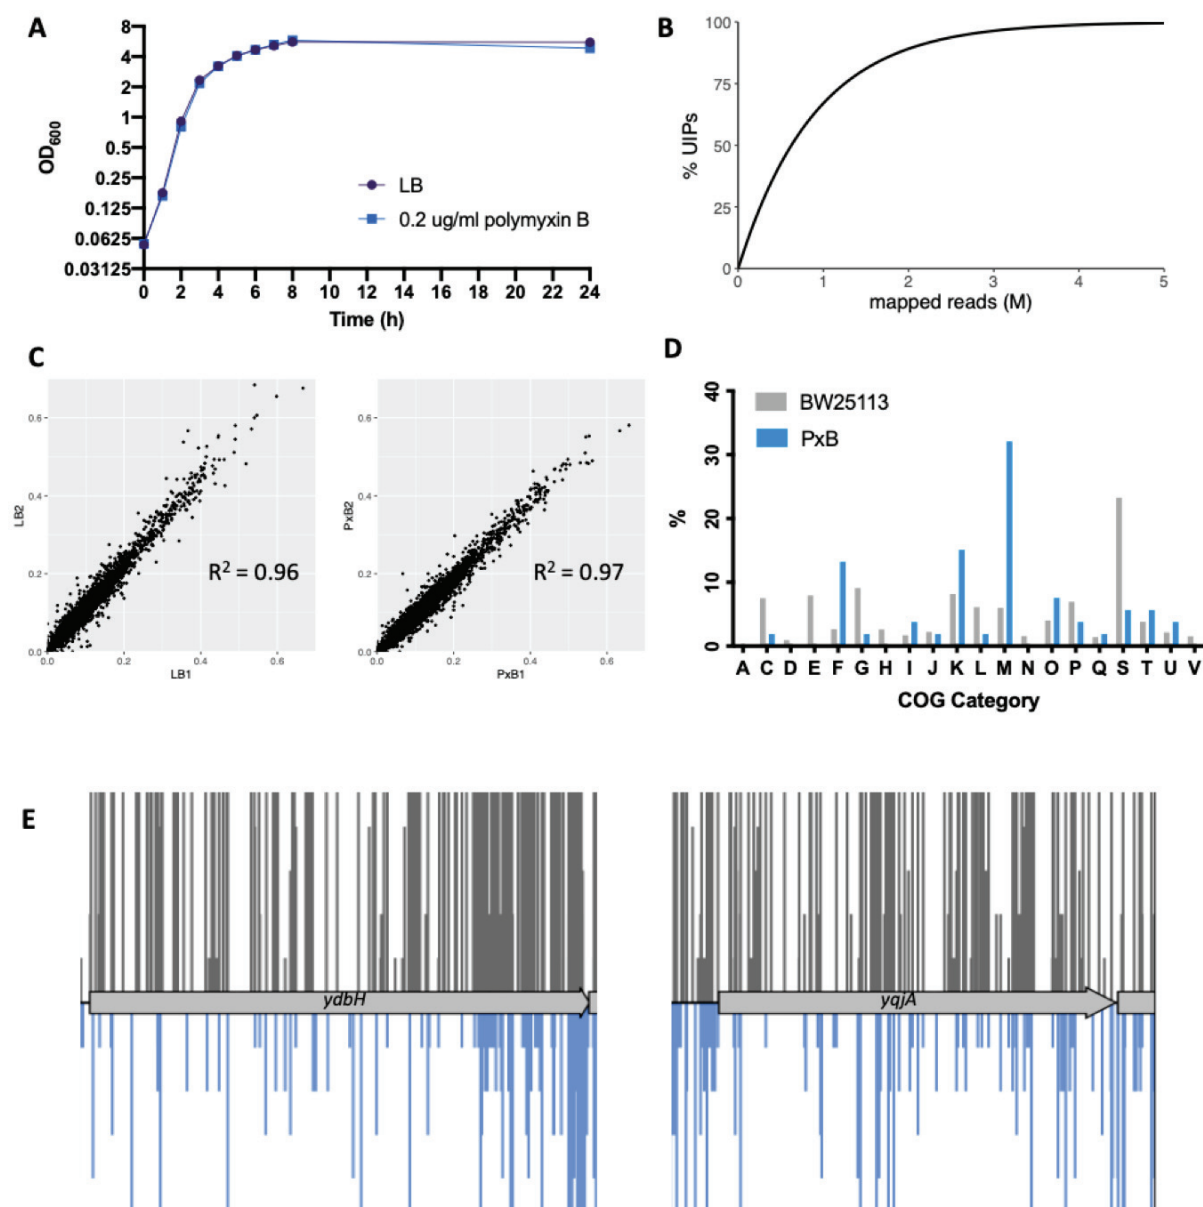 A
8
4
2
1
0.5
0.25
0.125
0.0625
0.03125
OD600
LB
0.2 ug/ml polymyxin B
0 2 4 6 8 10 12 14 16 18 20 22 24
Time (h)
B
100
75
50
25
0
% UIPs
0 1 2 3 4 5
mapped reads (M)
C
0.6
0.4
0.2
0.0
LB2
R² = 0.96
0.0 0.2 0.4 0.6
LB1
0.6
0.4
0.2
0.0
PxB2
R² = 0.97
0.0 0.2 0.4 0.6
PxB1
D
40
30
20
10
0
%
BW25113
PxB
A C D E F G H I J K L M N O P Q S T U V
COG Category
E
ydbH
yqjA